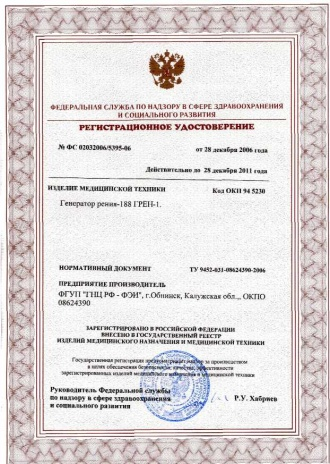 ФЕДЕРАЛЬНАЯ СЛУЖБА ПО НАДЗОРУ В СФЕРЕ ЗДРАВООХРАНЕНИЯ
И СОЦИАЛЬНОГО РАЗВИТИЯ
РЕГИСТРАЦИОННОЕ УДОСТОВЕРЕНИЕ
№ ФС 02032006/5395-06 от 28 декабря 2006 года
Действительно до 28 декабря 2011 года
ИЗДЕЛИЕ МЕДИЦИНСКОЙ ТЕХНИКИ Код ОКП 94 5230
Генератор рения-188 ГРЕН-1.
НОРМАТИВНЫЙ ДОКУМЕНТ ТУ 9452-031-08624390-2006
ПРЕДПРИЯТИЕ ПРОИЗВОДИТЕЛЬ
ФГУП "ГНЦ РФ - ФЭИ", г.Обнинск, Калужская обл.,, ОКПО
08624390
ЗАРЕГИСТРИРОВАНО В РОССИЙСКОЙ ФЕДЕРАЦИИ
ВНЕСЕНО В ГОСУДАРСТВЕННЫЙ РЕЕСТР
ИЗДЕЛИЙ МЕДИЦИНСКОГО НАЗНАЧЕНИЯ И МЕДИЦИНСКОЙ ТЕХНИКИ
Государственная регистрация за производством
в целях обеспечения безопасности, качества, эффективности
зарегистрированных изделий медицинского назначения и медицинской техники
Руководитель Федеральной службы
по надзору в сфере здравоохранения
и социального развития
Р.У. Хабриев